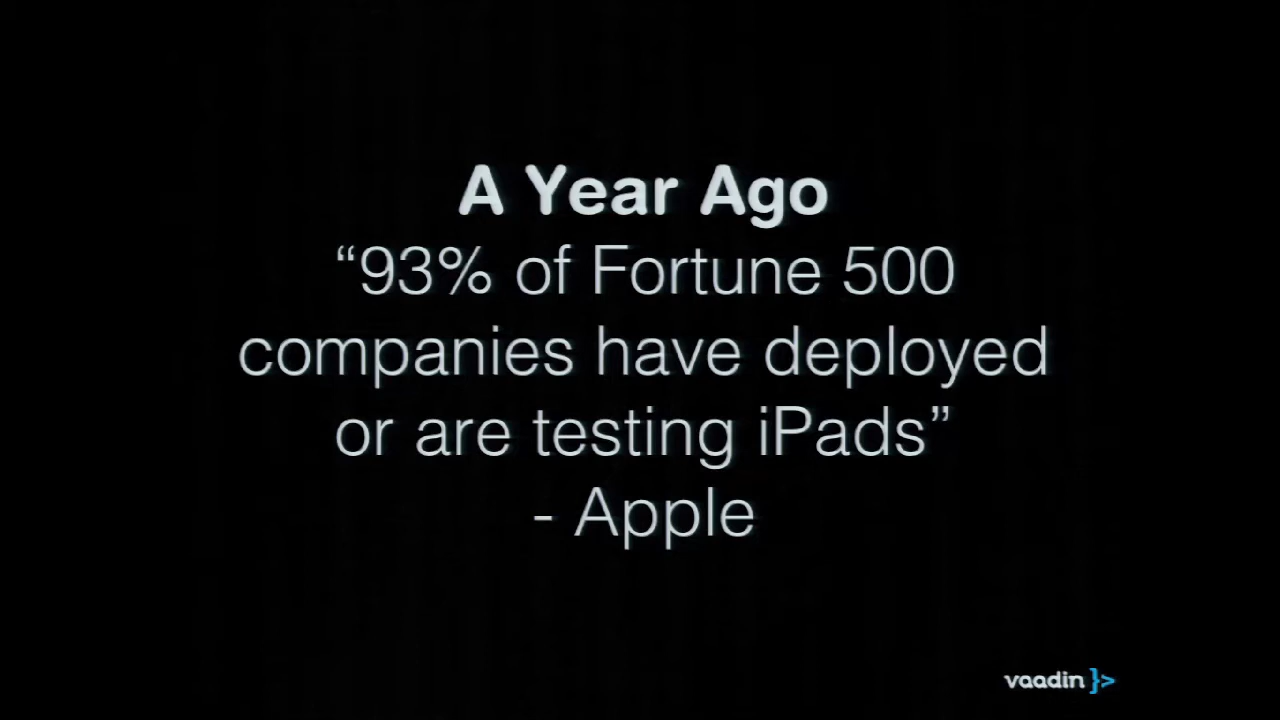 A Year Ago
“93% of Fortune 500
companies have deployed
or are testing iPads”
- Apple
vaadin }>